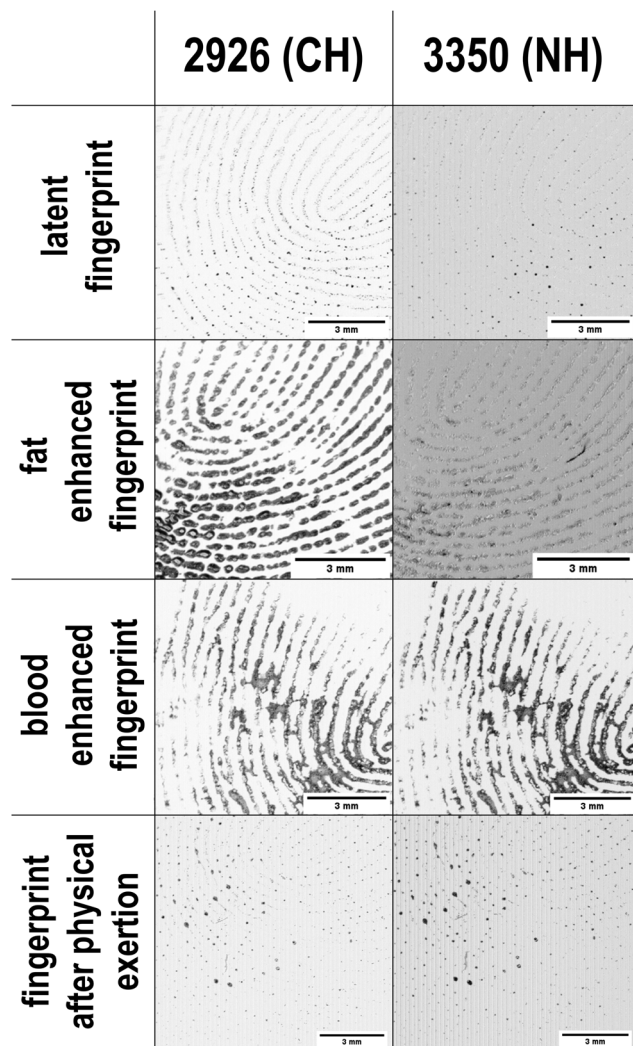 2926 (CH)
3350 (NH)
latent
fingerprint
3 mm
3 mm
fat
enhanced
fingerprint
3 mm
3 mm
blood
enhanced
fingerprint
3 mm
3 mm
fingerprint
after physical
exertion
3 mm
3 mm